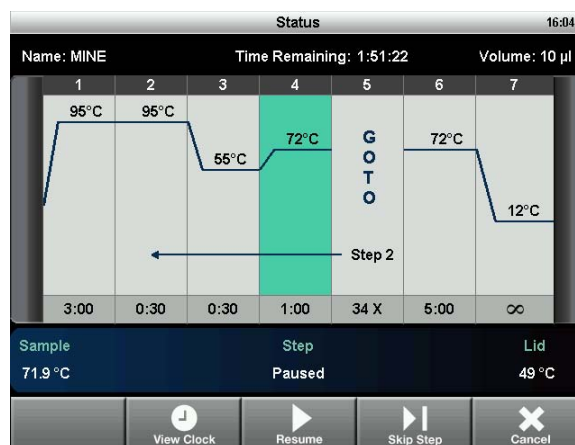 Status 16:04
Name: MINE Time Remaining: 1:51:22 Volume: 10 µl
1 2 3 4 5 6 7
95°C 95°C 55°C 72°C GOTO 72°C 12°C
Step 2
3:00 0:30 0:30 1:00 34 X 5:00 ∞
Sample Step Lid
71.9 °C Paused 49 °C
View Clock Resume Skip Step Cancel